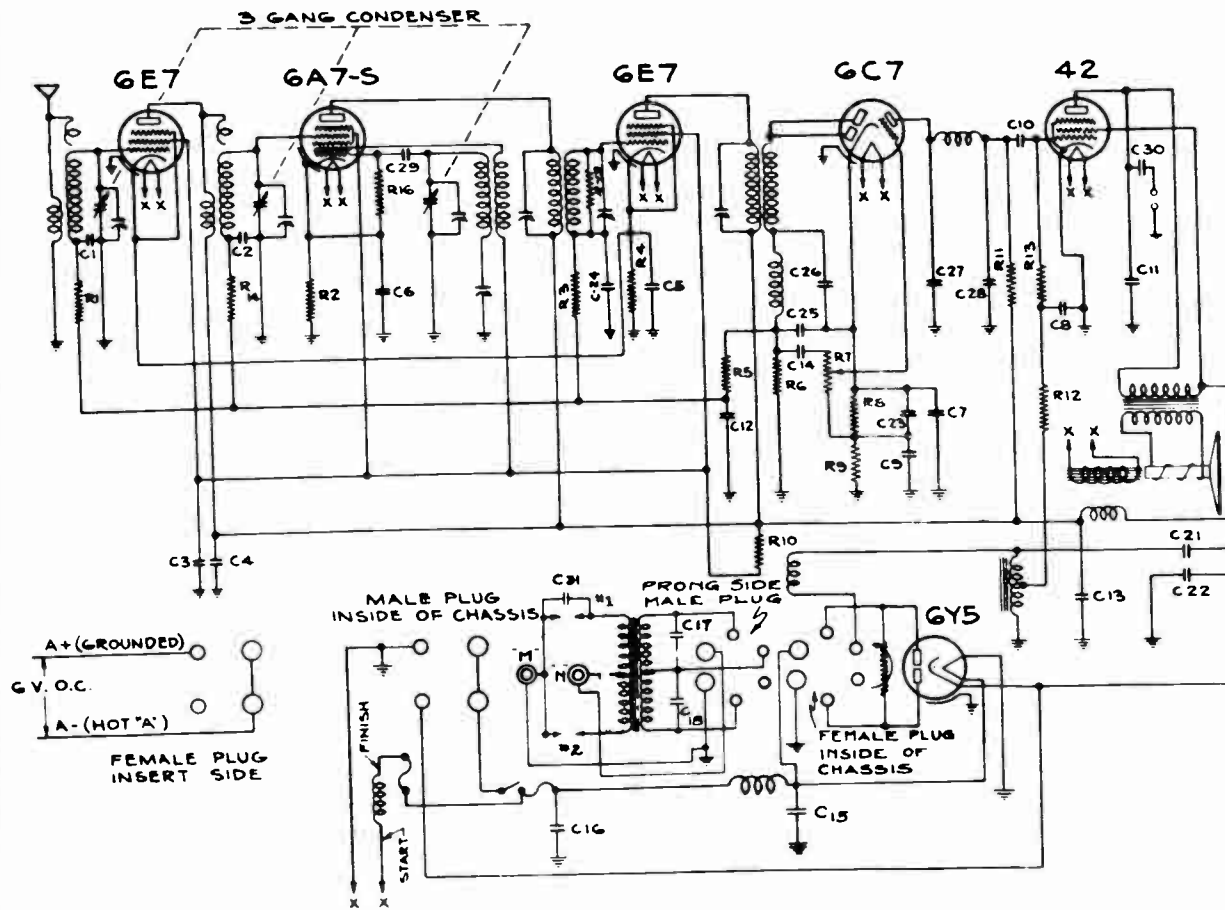 3 GANG CONDENSER
6E7
6A7-S
6E7
6C7
42
C10
C30
C29
R16
C1
C2
R1
R14
R2
C6
R3
C-24
R4
C5
C26
C27
C28
R11
R13
C11
C8
C25
C14
R5
R6
R7
R8
C23
C7
R12
C12
R9
C9
X X
X X
X X
X X
X X
X X
C3
C4
R10
C21
C22
C13
MALE PLUG
INSIDE OF CHASSIS
C31
#1
PRONG SIDE
MALE PLUG
C17
6Y5
A+ (GROUNDED)
6 V. D.C.
A- (HOT "A")
"M"
"N"
C18
#2
FEMALE PLUG
INSERT SIDE
FEMALE PLUG
INSIDE OF
CHASSIS
FINISH
START
C16
C15
X X